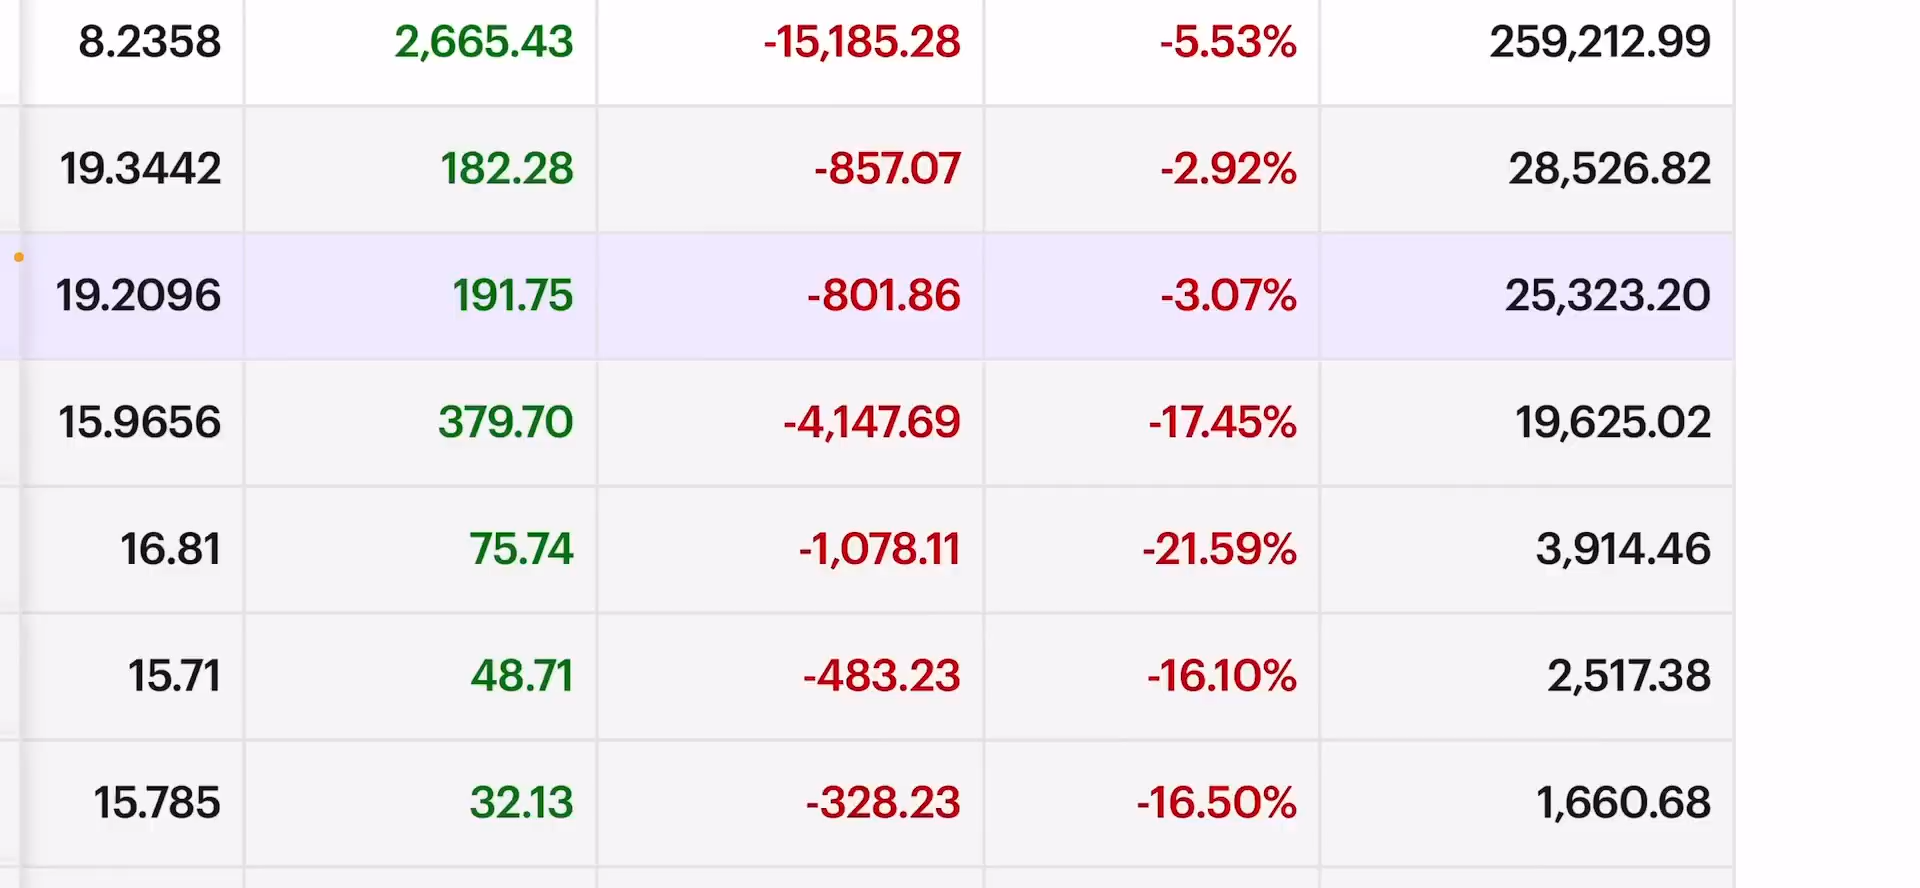 8.2358 2,665.43 -15,185.28 -5.53% 259,212.99
19.3442 182.28 -857.07 -2.92% 28,526.82
19.2096 191.75 -801.86 -3.07% 25,323.20
15.9656 379.70 -4,147.69 -17.45% 19,625.02
16.81 75.74 -1,078.11 -21.59% 3,914.46
15.71 48.71 -483.23 -16.10% 2,517.38
15.785 32.13 -328.23 -16.50% 1,660.68